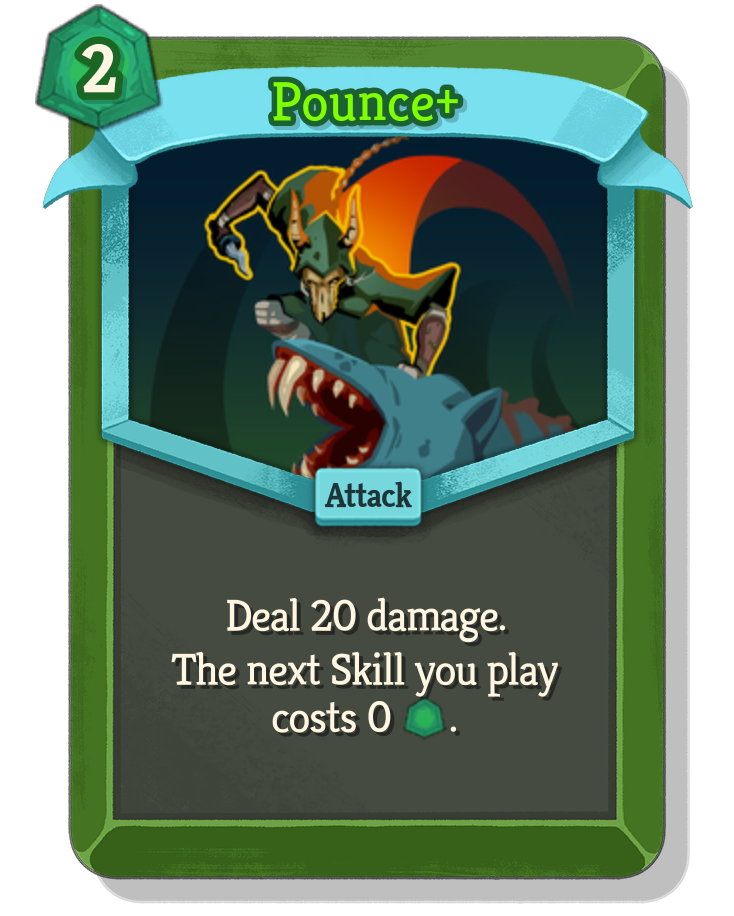 2
Pounce+
Attack
Deal 20 damage.
The next Skill you play
costs 0 .